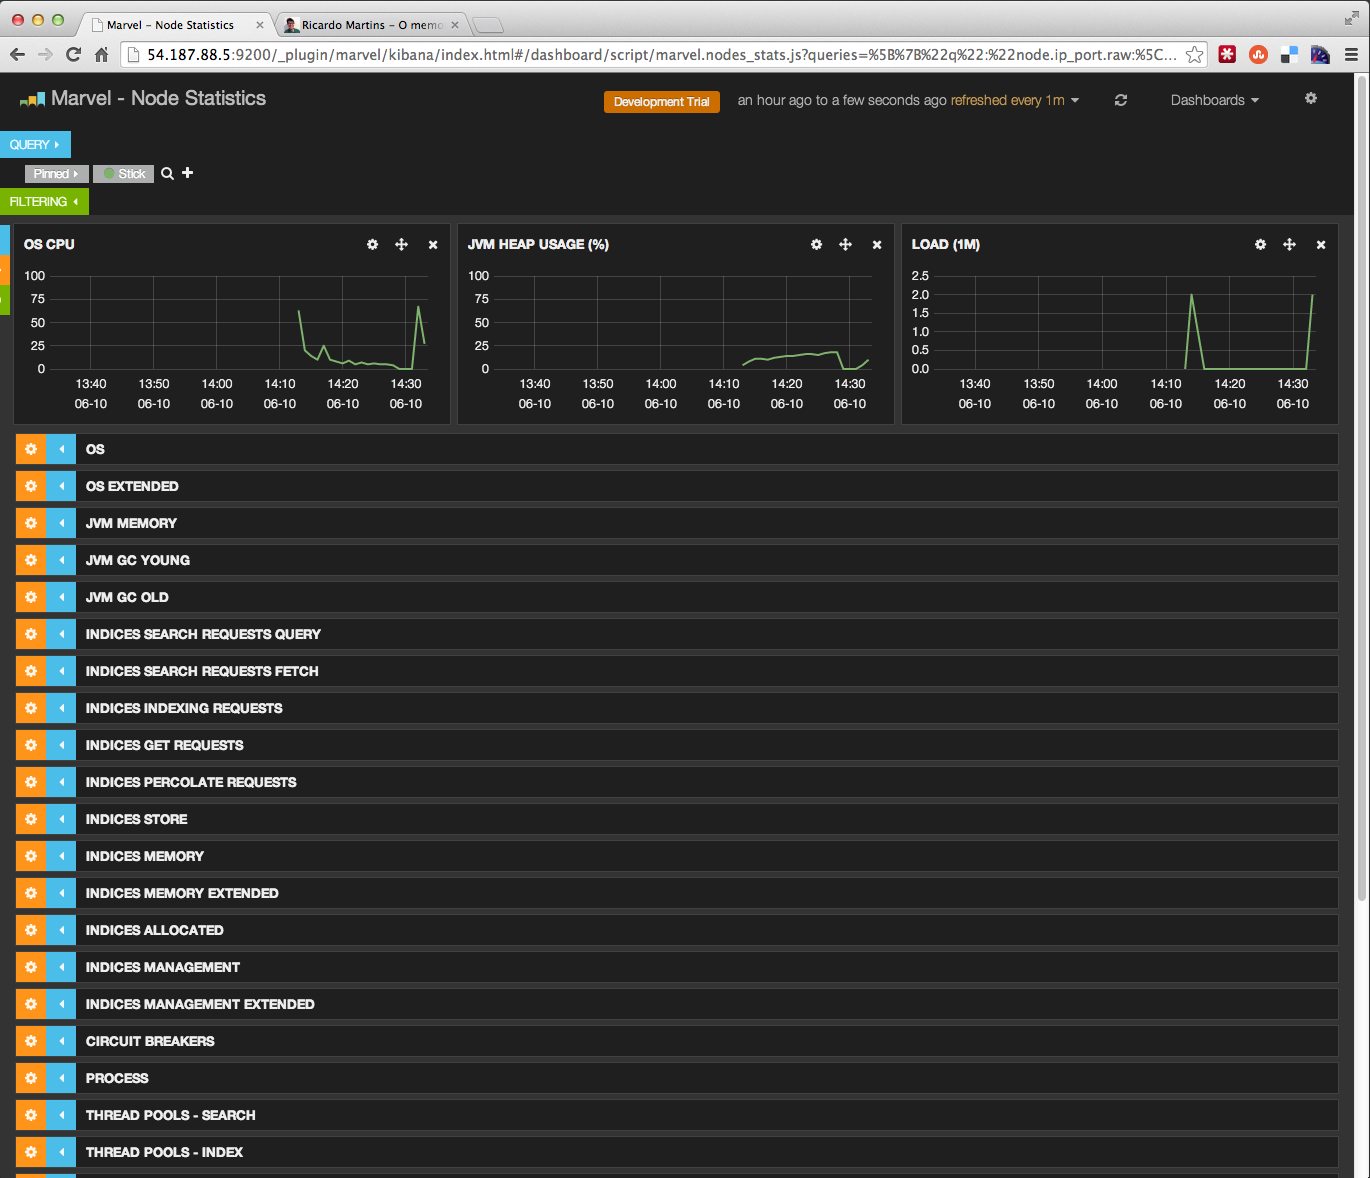 Marvel – Node Statistics
Ricardo Martins – O memo
54.187.88.5:9200/_plugin/marvel/kibana/index.html#/dashboard/script/marvel.nodes_stats.js?queries=%5B%7B%22q%22:%22node.ip_port.raw:%5C...
Marvel - Node Statistics
Development Trial
an hour ago to a few seconds ago refreshed every 1m
Dashboards
QUERY
Pinned
Stick
FILTERING
OS CPU
100
75
50
25
0
13:40 13:50 14:00 14:10 14:20 14:30
06-10 06-10 06-10 06-10 06-10 06-10
JVM HEAP USAGE (%)
100
75
50
25
0
13:40 13:50 14:00 14:10 14:20 14:30
06-10 06-10 06-10 06-10 06-10 06-10
LOAD (1M)
2.5
2.0
1.5
1.0
0.5
0.0
13:40 13:50 14:00 14:10 14:20 14:30
06-10 06-10 06-10 06-10 06-10 06-10
OS
OS EXTENDED
JVM MEMORY
JVM GC YOUNG
JVM GC OLD
INDICES SEARCH REQUESTS QUERY
INDICES SEARCH REQUESTS FETCH
INDICES INDEXING REQUESTS
INDICES GET REQUESTS
INDICES PERCOLATE REQUESTS
INDICES STORE
INDICES MEMORY
INDICES MEMORY EXTENDED
INDICES ALLOCATED
INDICES MANAGEMENT
INDICES MANAGEMENT EXTENDED
CIRCUIT BREAKERS
PROCESS
THREAD POOLS - SEARCH
THREAD POOLS - INDEX